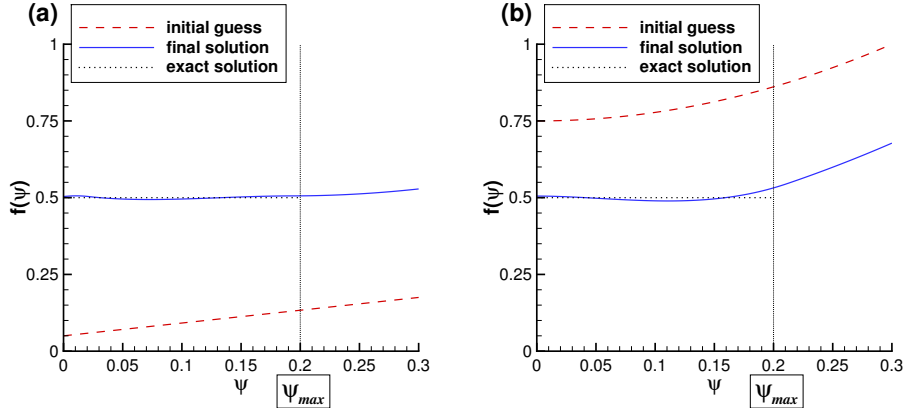 (a)
initial guess
final solution
exact solution
1
0.75
0.5
0.25
0
f(ψ)
0 0.05 0.1 0.15 0.2 0.25 0.3
ψ
ψmax
(b)
initial guess
final solution
exact solution
1
0.75
0.5
0.25
0
f(ψ)
0 0.05 0.1 0.15 0.2 0.25 0.3
ψ
ψmax